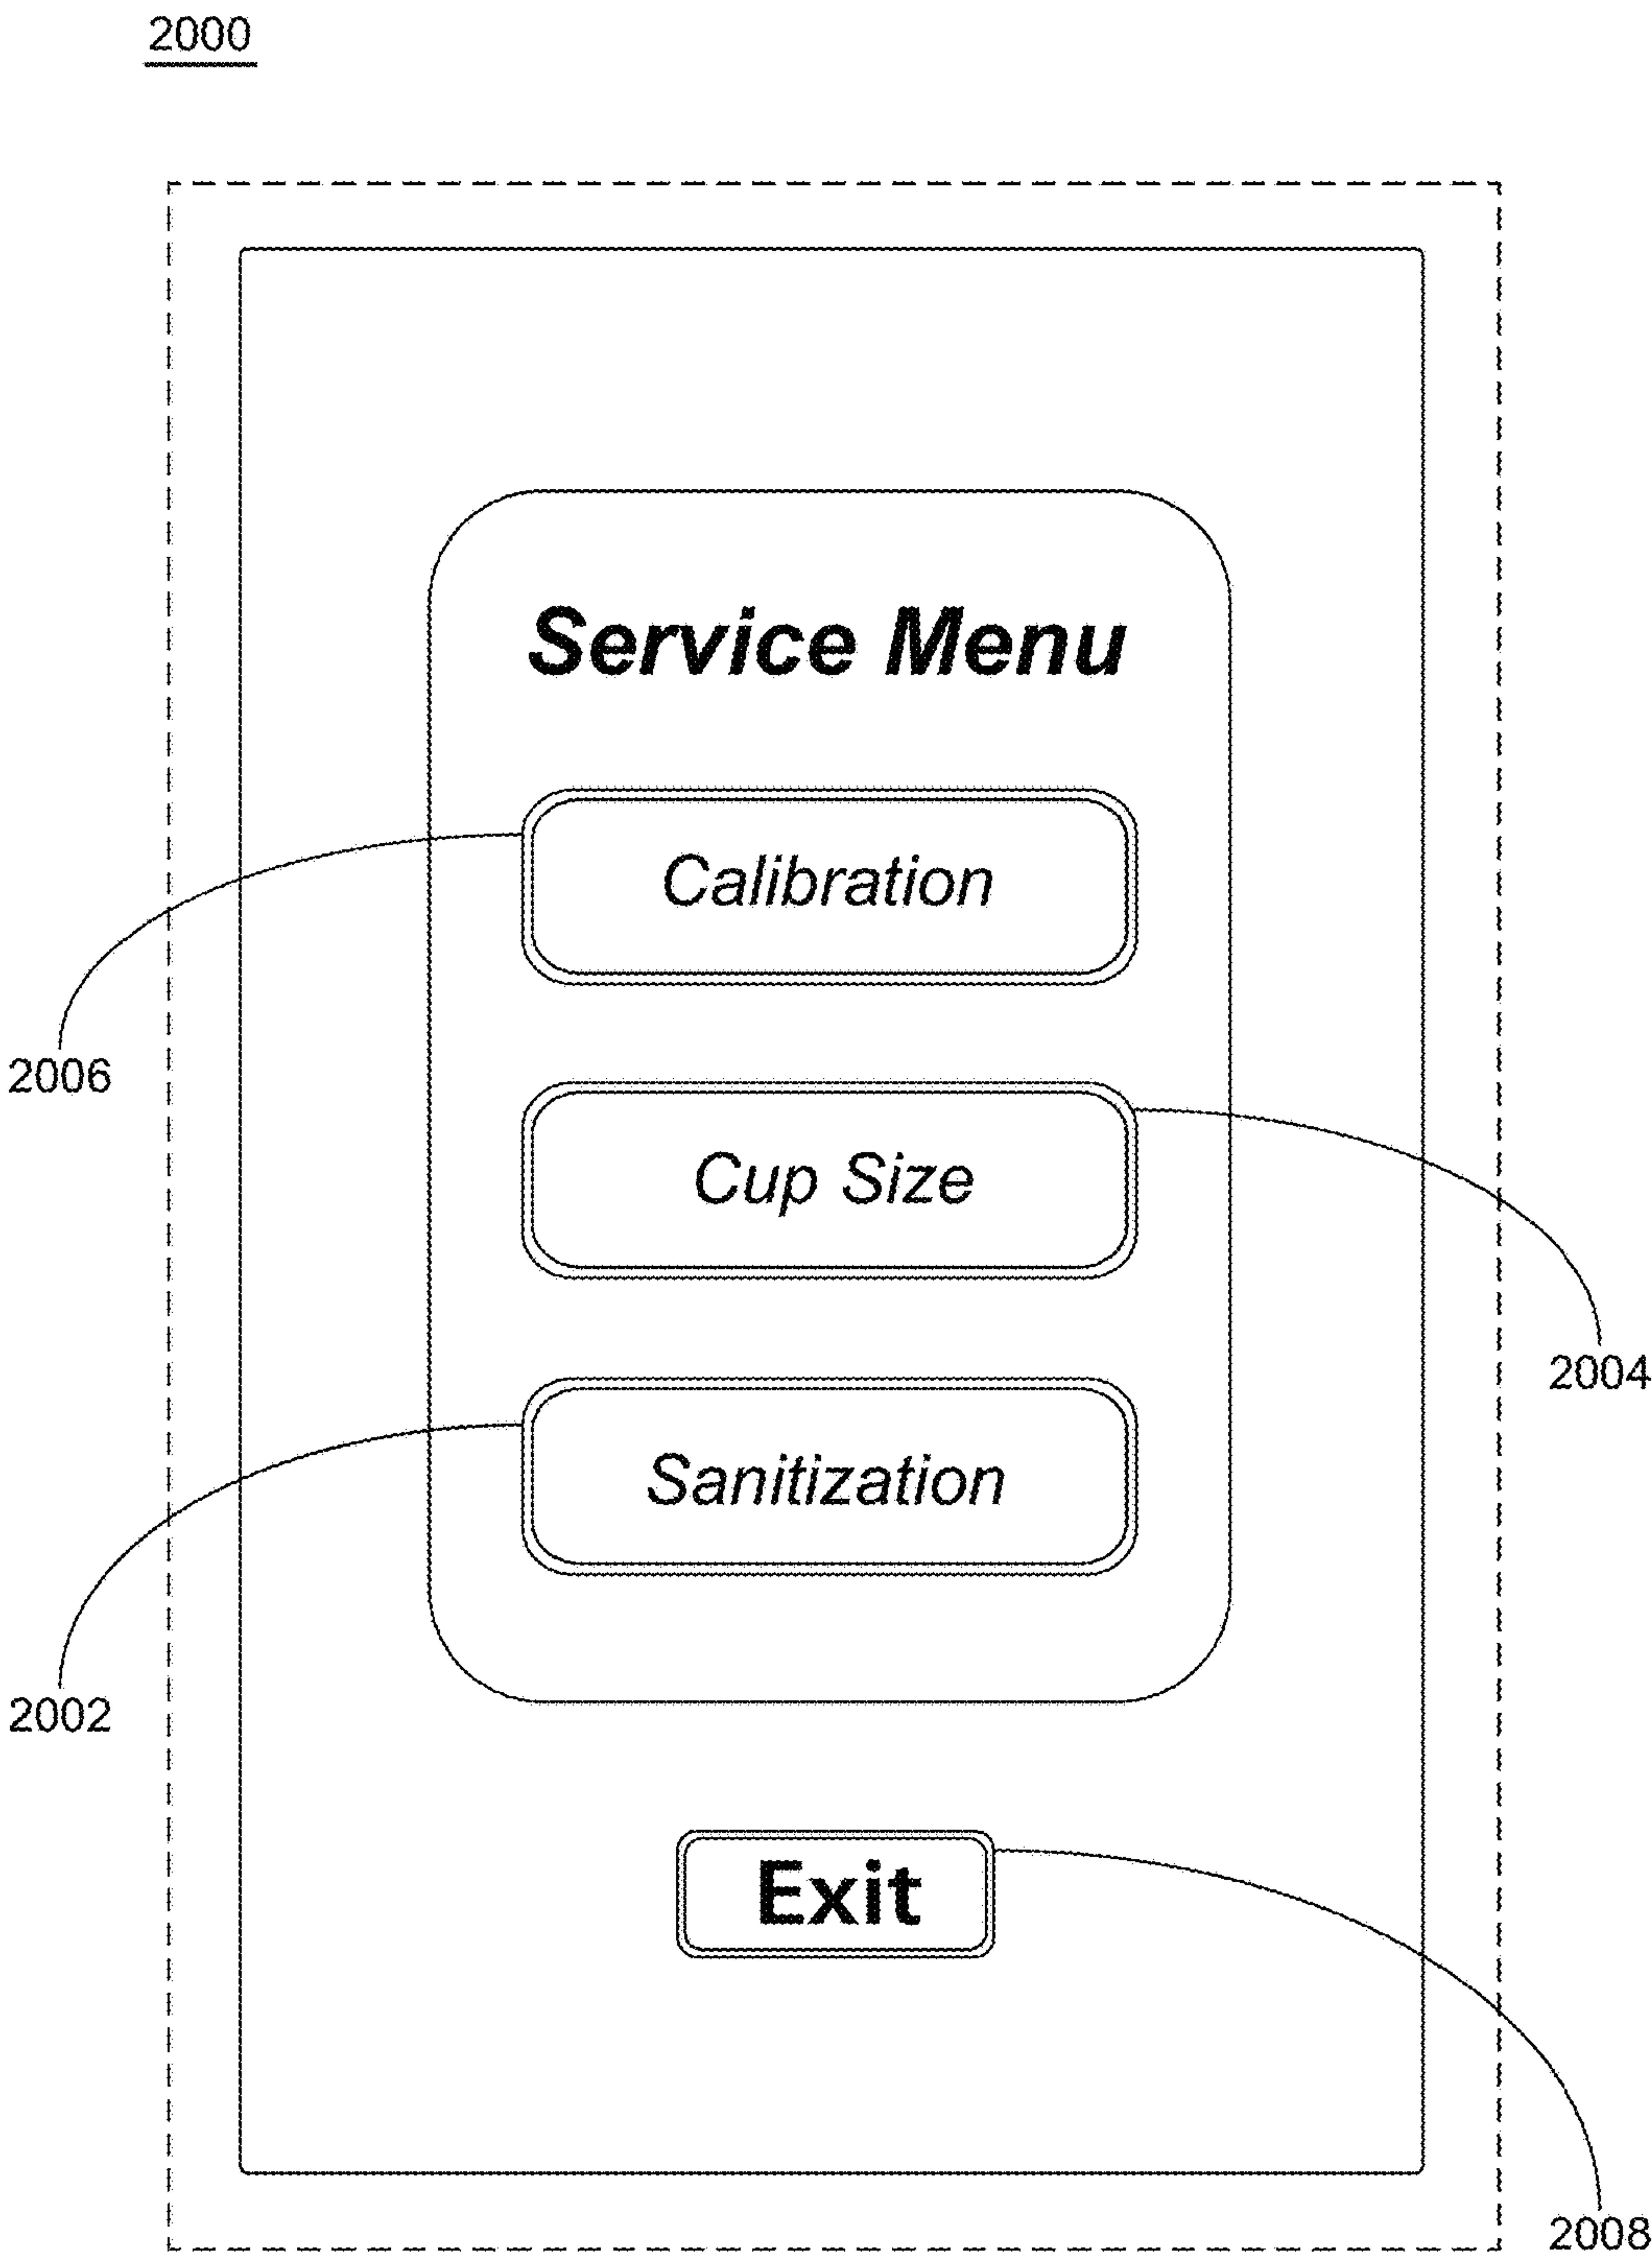 2000
Service Menu
Calibration
2006
Cup Size
2004
Sanitization
2002
Exit
2008